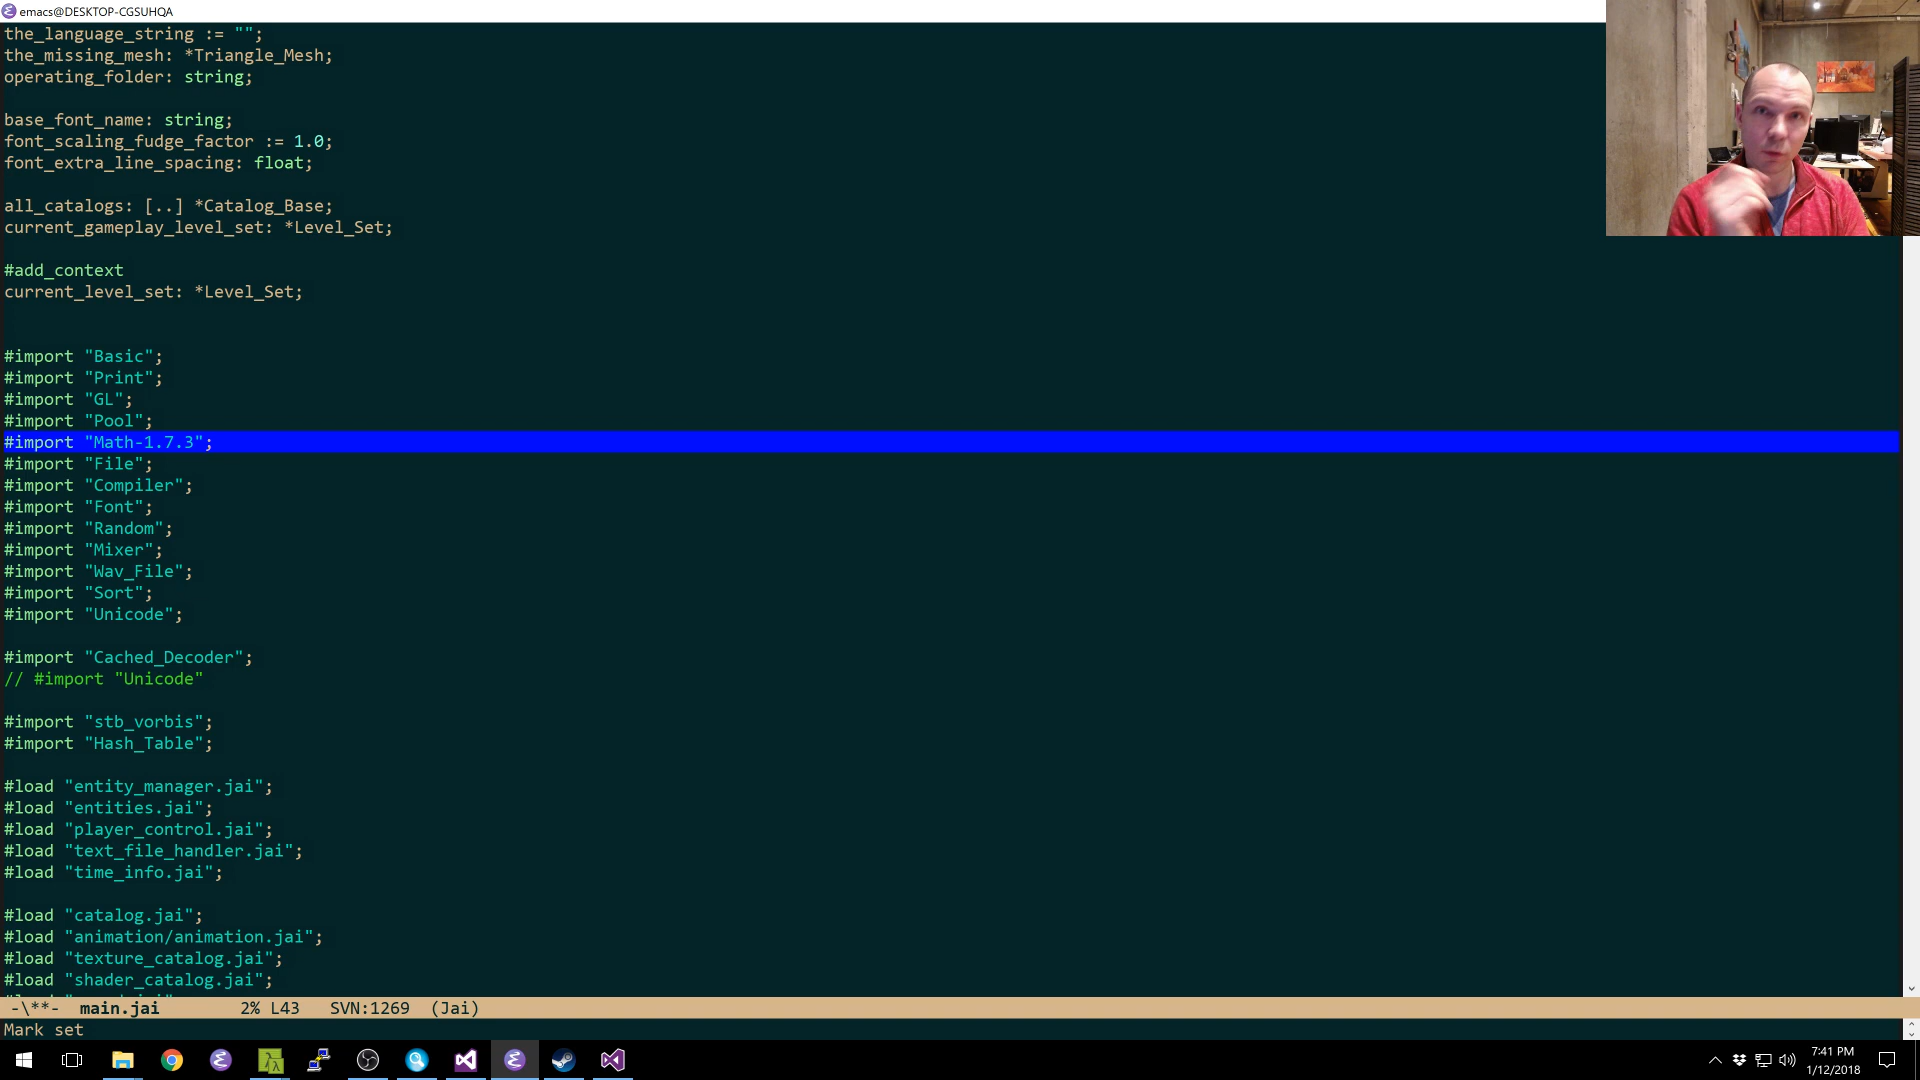 emacs@DESKTOP-CGSUHQA
the_language_string := "";
the_missing_mesh: *Triangle_Mesh;
operating_folder: string;
base_font_name: string;
font_scaling_fudge_factor := 1.0;
font_extra_line_spacing: float;
all_catalogs: [..] *Catalog_Base;
current_gameplay_level_set: *Level_Set;
#add_context
current_level_set: *Level_Set;
#import "Basic";
#import "Print";
#import "GL";
#import "Pool";
#import "Math-1.7.3";
#import "File";
#import "Compiler";
#import "Font";
#import "Random";
#import "Mixer";
#import "Wav_File";
#import "Sort";
#import "Unicode";
#import "Cached_Decoder";
// #import "Unicode"
#import "stb_vorbis";
#import "Hash_Table";
#load "entity_manager.jai";
#load "entities.jai";
#load "player_control.jai";
#load "text_file_handler.jai";
#load "time_info.jai";
#load "catalog.jai";
#load "animation/animation.jai";
#load "texture_catalog.jai";
#load "shader_catalog.jai";
-\**-  main.jai        2% L43   SVN:1269  (Jai)
Mark set
7:41 PM
1/12/2018